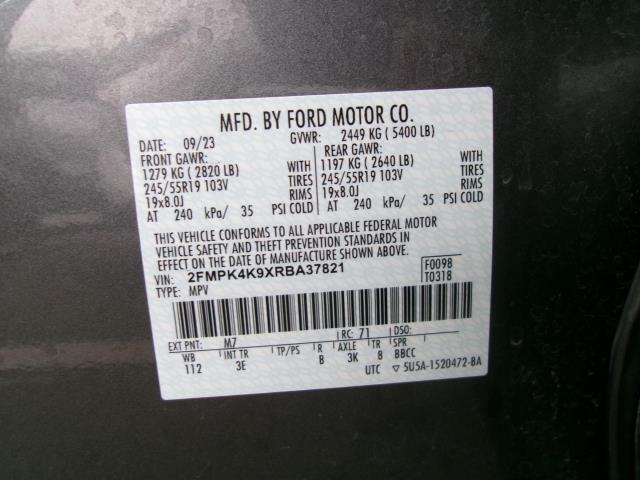 MFD. BY FORD MOTOR CO.
DATE: 09/23 GVWR: 2449 KG ( 5400 LB)
FRONT GAWR: REAR GAWR:
1279 KG ( 2820 LB) WITH 1197 KG ( 2640 LB) WITH
245/55R19 103V TIRES 245/55R19 103V TIRES
19x8.0J RIMS 19x8.0J RIMS
AT 240 kPa/ 35 PSI COLD AT 240 kPa/ 35 PSI COLD
THIS VEHICLE CONFORMS TO ALL APPLICABLE FEDERAL MOTOR
VEHICLE SAFETY AND THEFT PREVENTION STANDARDS IN
EFFECT ON THE DATE OF MANUFACTURE SHOWN ABOVE.
VIN: 2FMPK4K9XRBA37821 F0098
TYPE: MPV T0318
EXT PNT: M7 RC: 71 DSO:
WB INT TR TP/PS R AXLE TR SPR
112 3E B 3K 8 BBCC
UTC ▽ 5U5A-1520472-BA